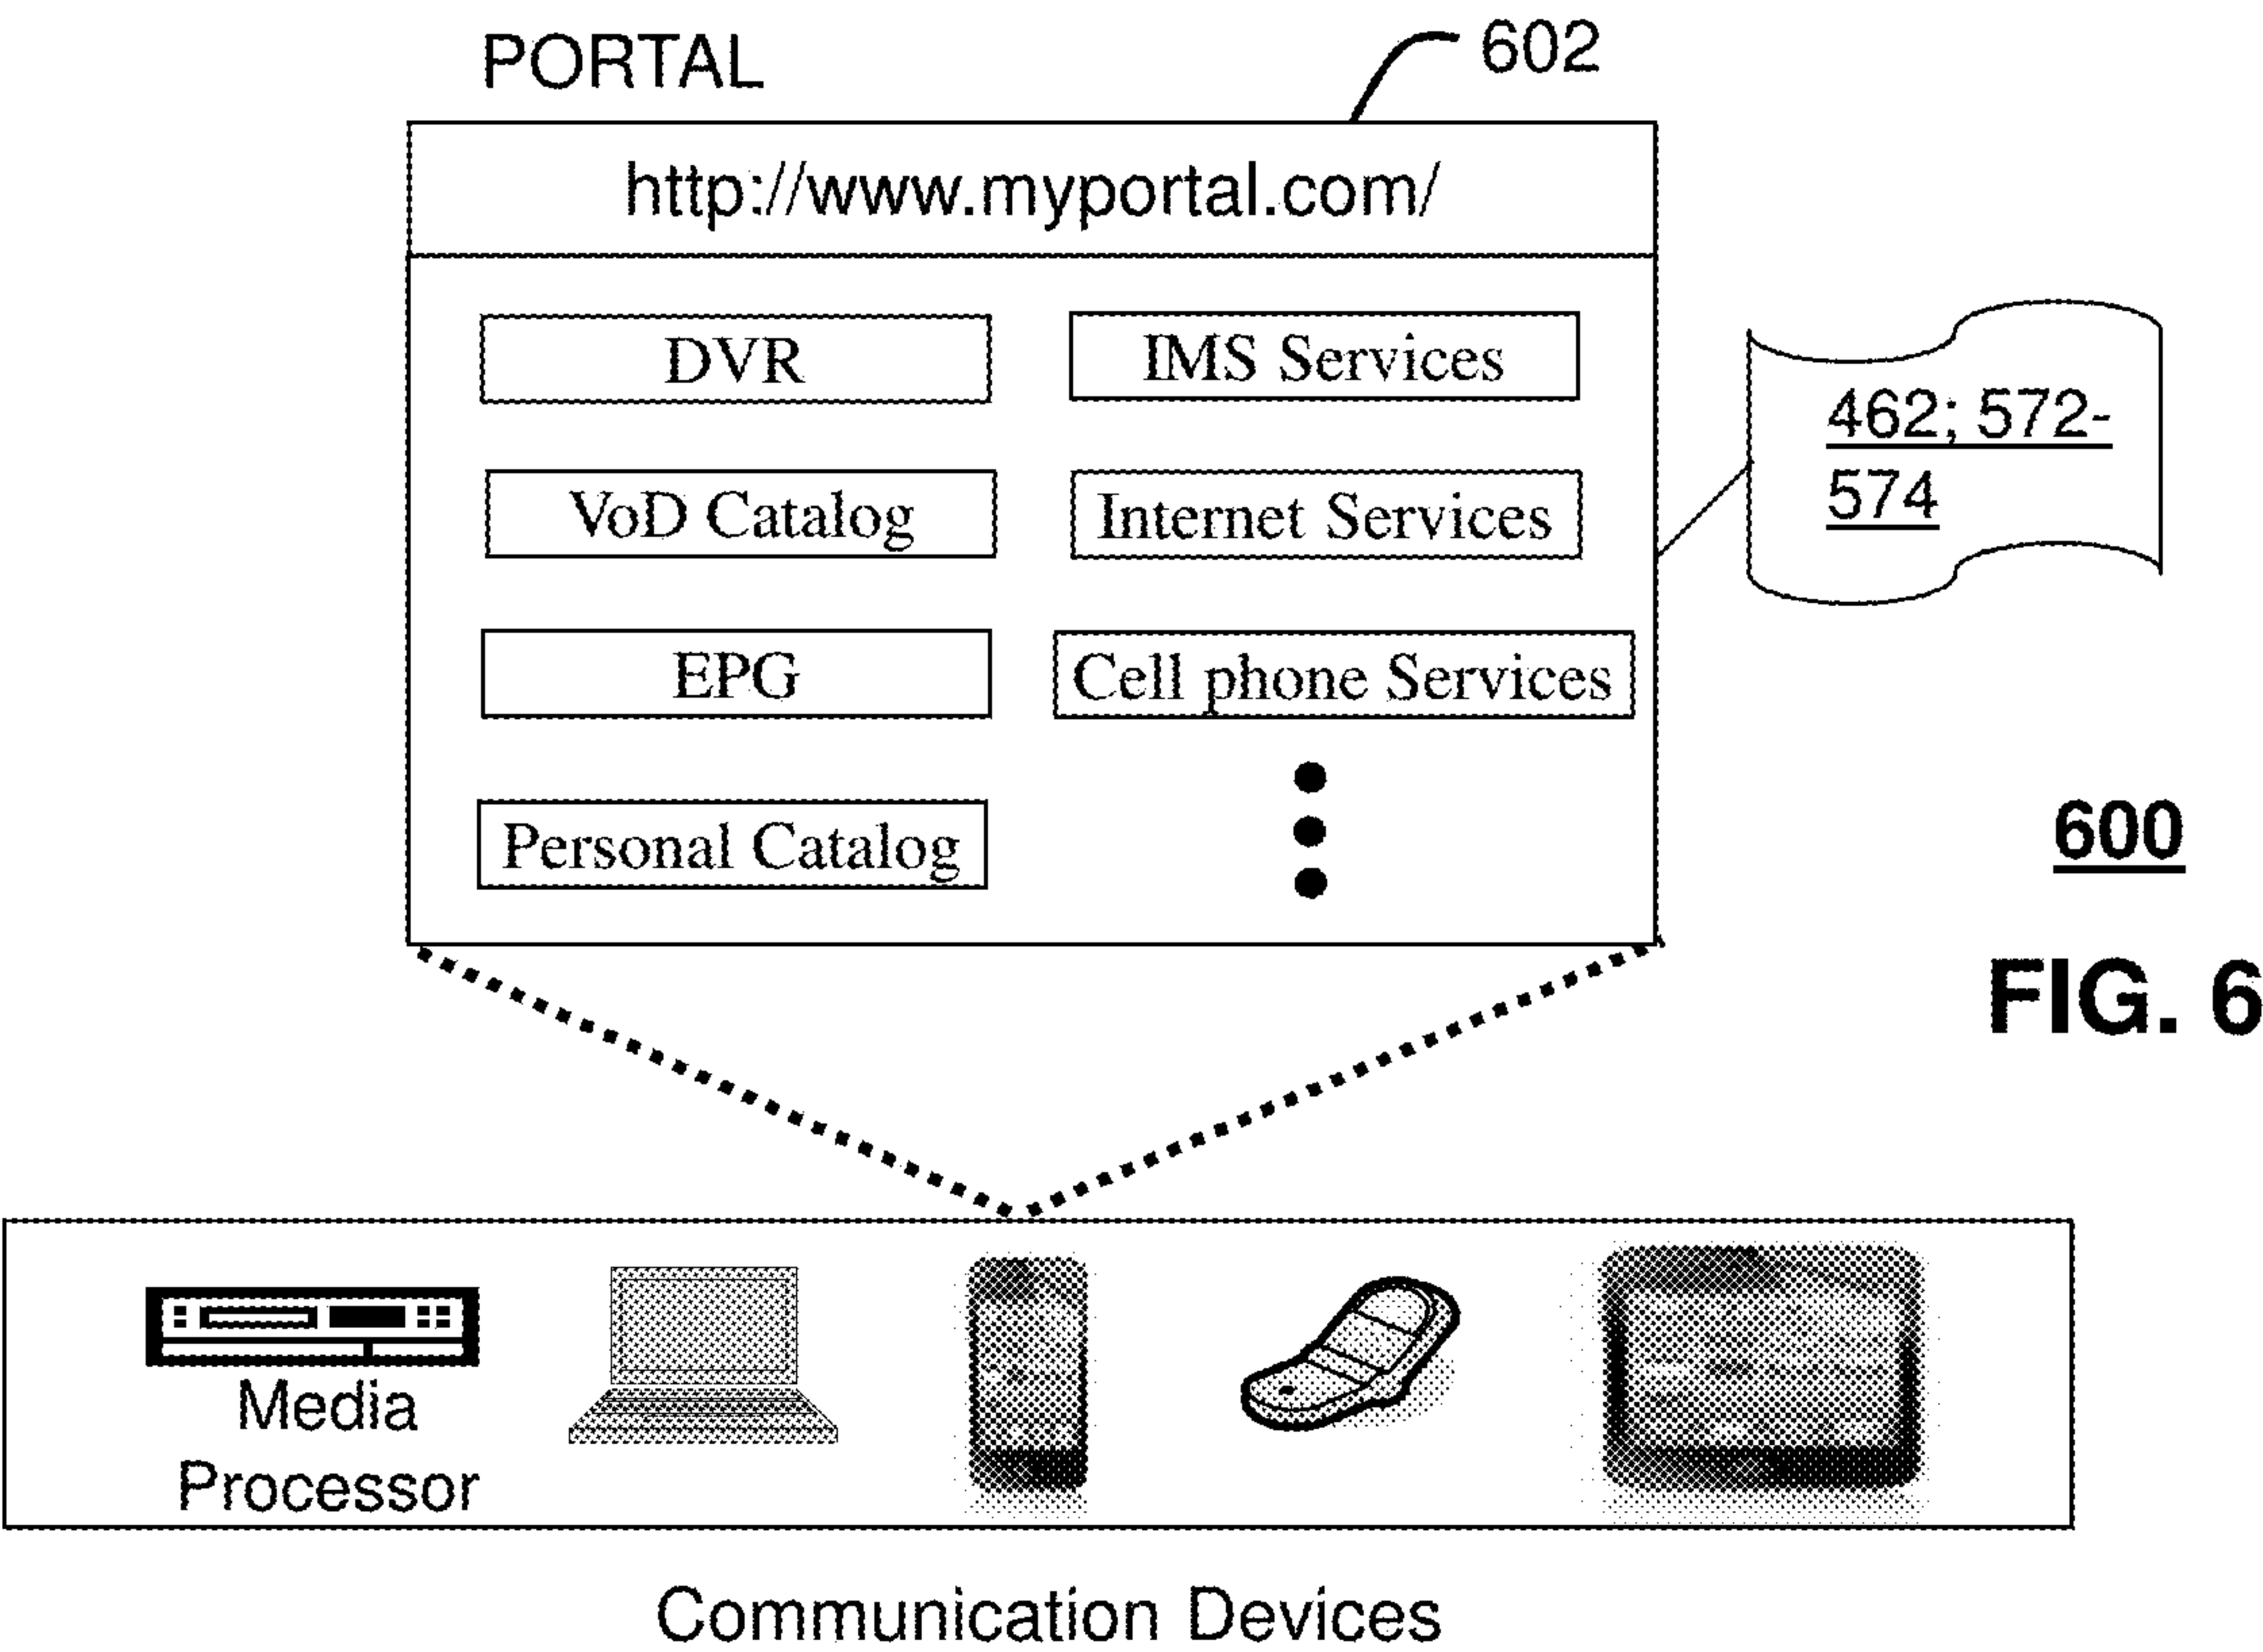 PORTAL
602
http://www.myportal.com/
DVR
IMS Services
VoD Catalog
Internet Services
EPG
Cell phone Services
Personal Catalog
462; 572-
574
600
FIG. 6
Media
Processor
Communication Devices